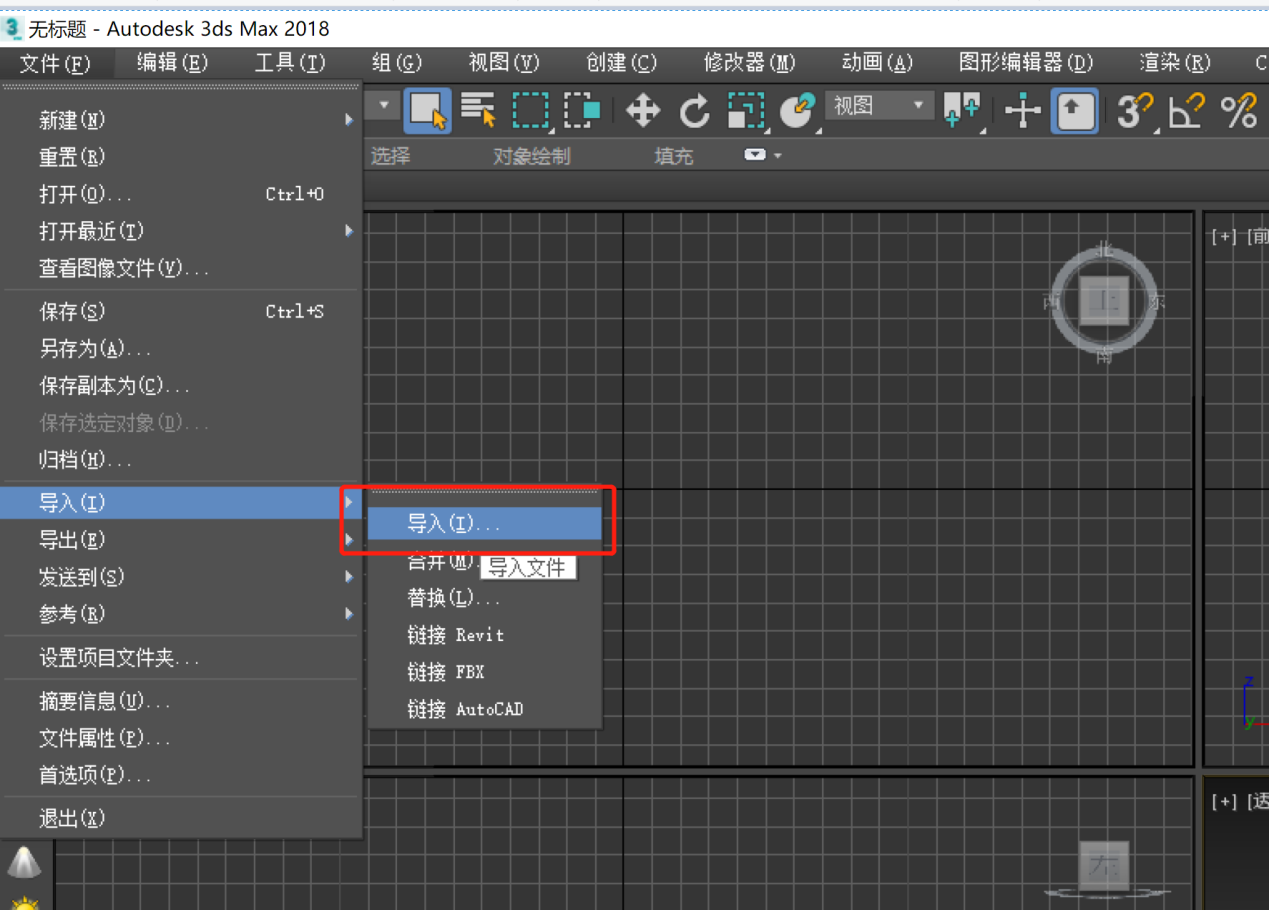 无标题 - Autodesk 3ds Max 2018
文件(F) 编辑(E) 工具(T) 组(G) 视图(V) 创建(C) 修改器(M) 动画(A) 图形编辑器(D) 渲染(R) C
视图
选择 对象绘制 填充
新建(N)
重置(R)
打开(O)... Ctrl+O
打开最近(T)
查看图像文件(V)...
保存(S) Ctrl+S
另存为(A)...
保存副本为(C)...
保存选定对象(D)...
归档(H)...
导入(I)
导出(E)
发送到(S)
参考(R)
设置项目文件夹...
摘要信息(U)...
文件属性(P)...
首选项(P)...
退出(X)
导入(I)...
合并(M).
导入文件
替换(L)...
链接 Revit
链接 FBX
链接 AutoCAD
[+] [前
北
西 上 东
南
z
y
[+] [透
左